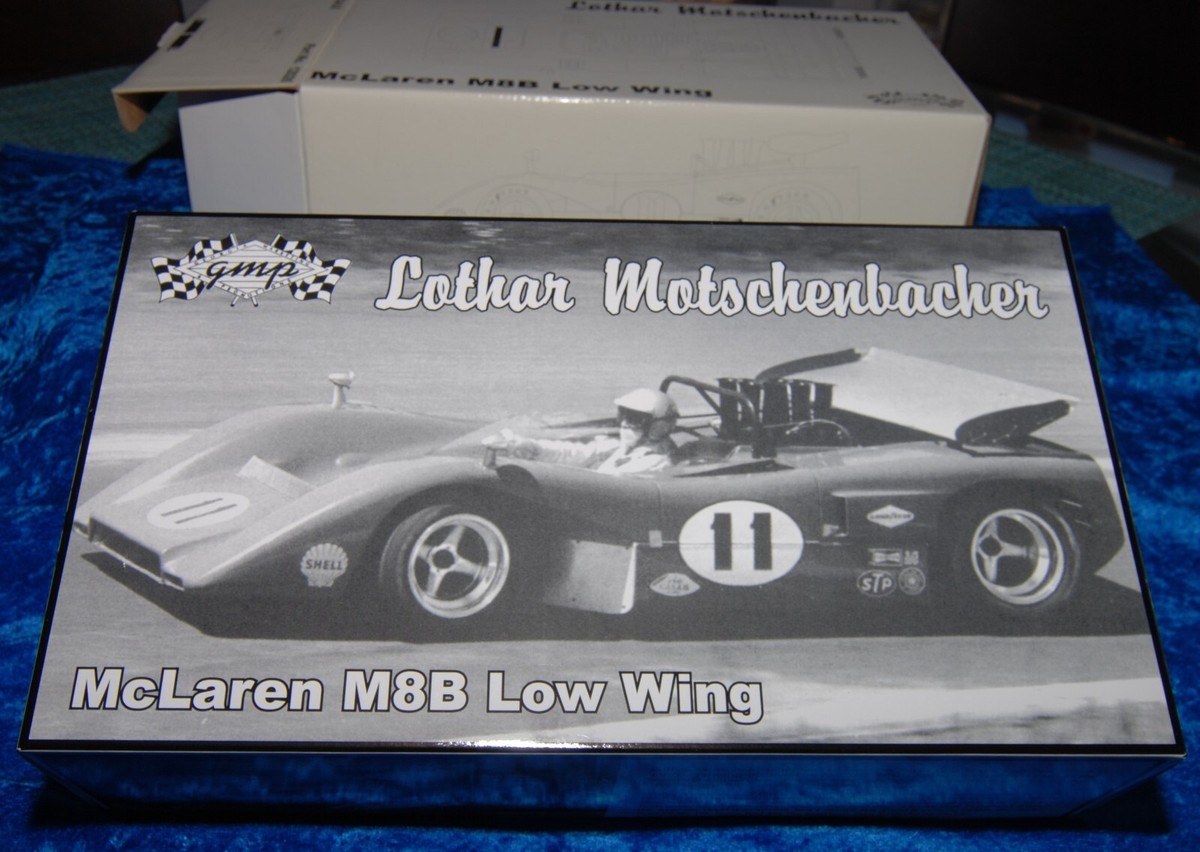 Lothar Motschenbacher
McLaren M8B Low Wing
gmp
Lothar Motschenbacher
11
SHELL
11
GOODYEAR
STP
McLaren M8B Low Wing